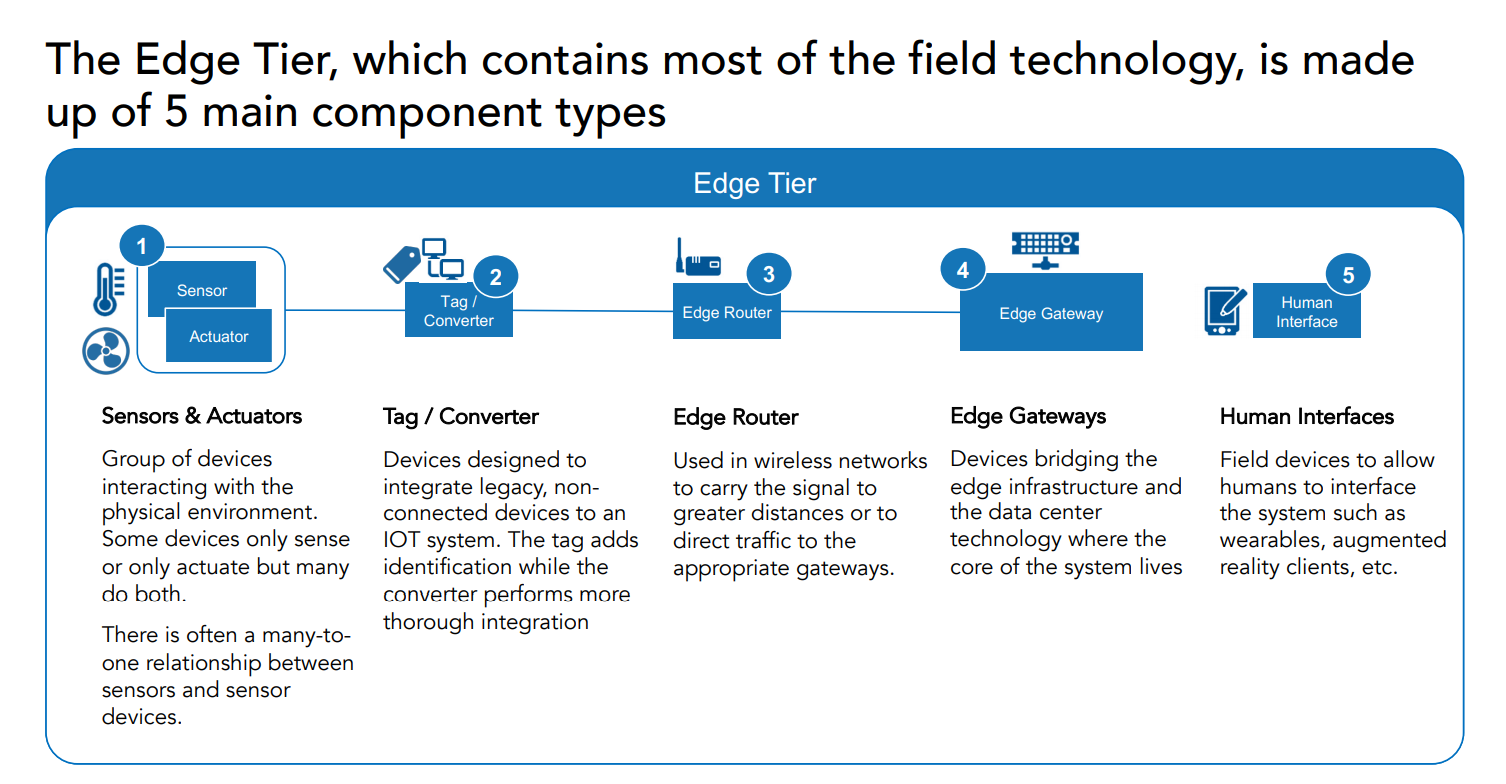 The Edge Tier, which contains most of the field technology, is made
up of 5 main component types
Edge Tier
1
Sensor
Actuator
2
Tag /
Converter
3
Edge Router
4
Edge Gateway
5
Human
Interface
Sensors & Actuators
Group of devices
interacting with the
physical environment.
Some devices only sense
or only actuate but many
do both.
There is often a many-to-
one relationship between
sensors and sensor
devices.
Tag / Converter
Devices designed to
integrate legacy, non-
connected devices to an
IOT system. The tag adds
identification while the
converter performs more
thorough integration
Edge Router
Used in wireless networks
to carry the signal to
greater distances or to
direct traffic to the
appropriate gateways.
Edge Gateways
Devices bridging the
edge infrastructure and
the data center
technology where the
core of the system lives
Human Interfaces
Field devices to allow
humans to interface
the system such as
wearables, augmented
reality clients, etc.